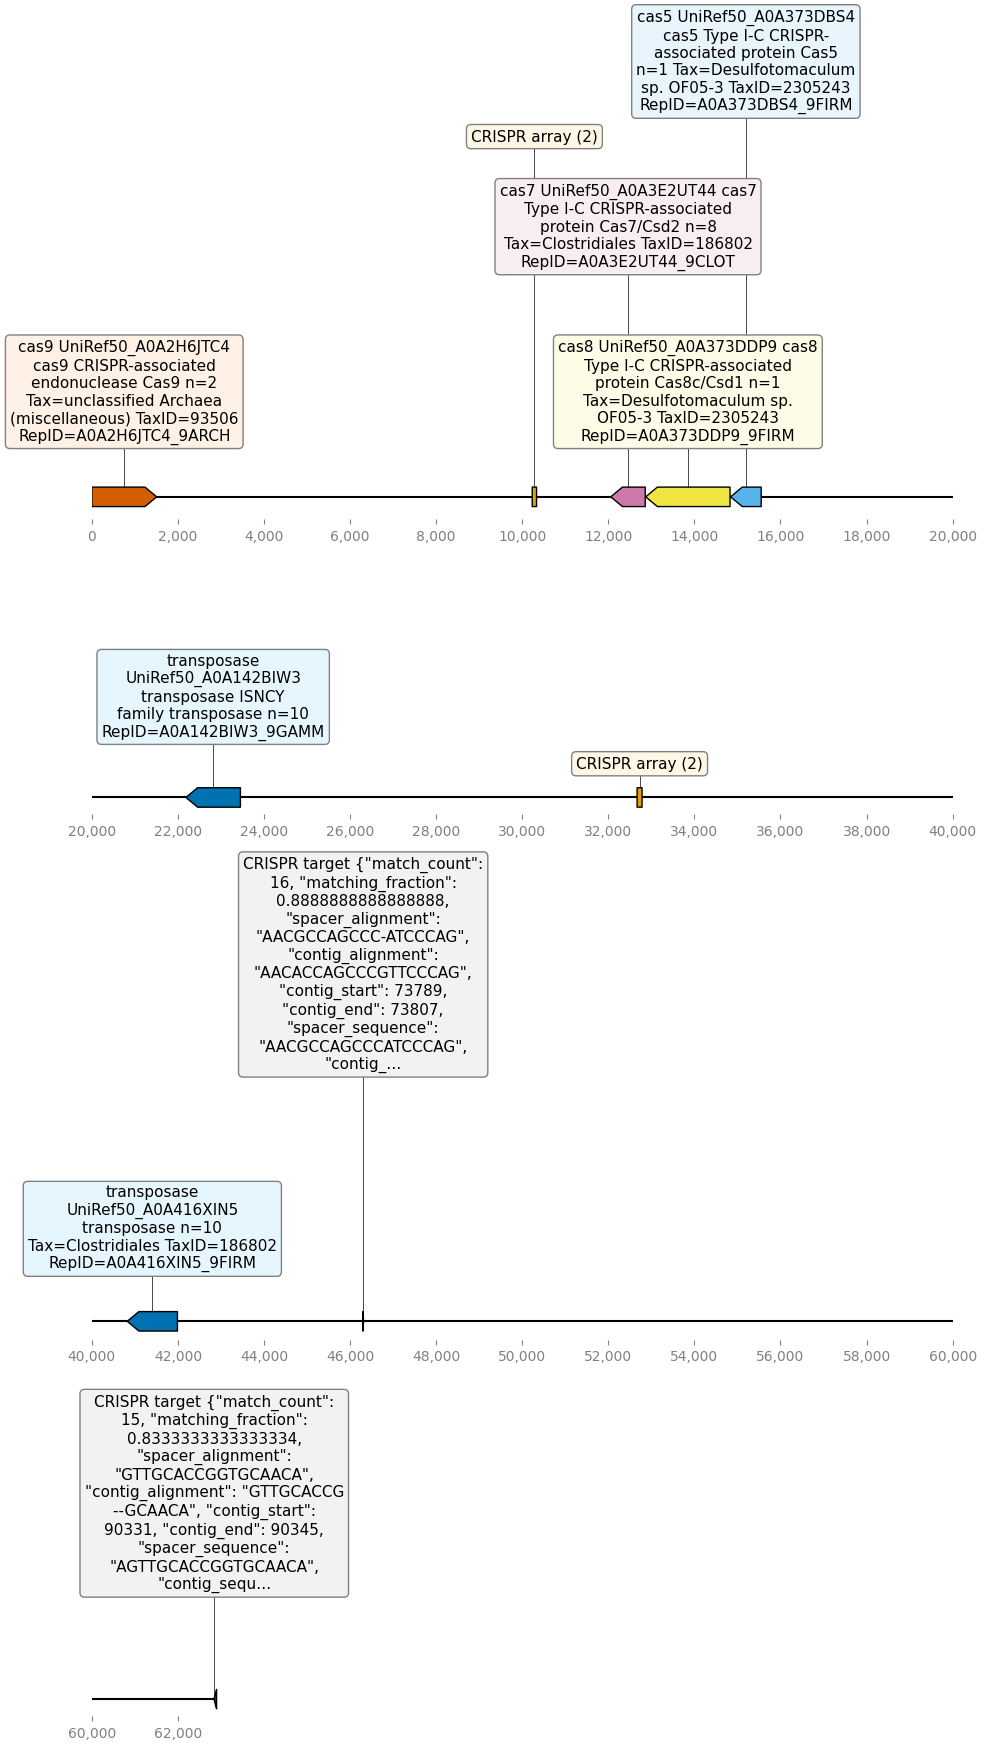 cas5 UniRef50_A0A373DBS4
cas5 Type I-C CRISPR-
associated protein Cas5
n=1 Tax=Desulfotomaculum
sp. OF05-3 TaxID=2305243
RepID=A0A373DBS4_9FIRM
CRISPR array (2)
cas7 UniRef50_A0A3E2UT44 cas7
Type I-C CRISPR-associated
protein Cas7/Csd2 n=8
Tax=Clostridiales TaxID=186802
RepID=A0A3E2UT44_9CLOT
cas9 UniRef50_A0A2H6JTC4
cas9 CRISPR-associated
endonuclease Cas9 n=2
Tax=unclassified Archaea
(miscellaneous) TaxID=93506
RepID=A0A2H6JTC4_9ARCH
cas8 UniRef50_A0A373DDP9 cas8
Type I-C CRISPR-associated
protein Cas8c/Csd1 n=1
Tax=Desulfotomaculum sp.
OF05-3 TaxID=2305243
RepID=A0A373DDP9_9FIRM
0 2,000 4,000 6,000 8,000 10,000 12,000 14,000 16,000 18,000 20,000
transposase
UniRef50_A0A142BIW3
transposase ISNCY
family transposase n=10
RepID=A0A142BIW3_9GAMM
CRISPR array (2)
20,000 22,000 24,000 26,000 28,000 30,000 32,000 34,000 36,000 38,000 40,000
CRISPR target {"match_count":
16, "matching_fraction":
0.8888888888888888,
"spacer_alignment":
"AACGCCAGCCC-ATCCCAG",
"contig_alignment":
"AACACCAGCCCGTTCCCAG",
"contig_start": 73789,
"contig_end": 73807,
"spacer_sequence":
"AACGCCAGCCCATCCCAG",
"contig_...
transposase
UniRef50_A0A416XIN5
transposase n=10
Tax=Clostridiales TaxID=186802
RepID=A0A416XIN5_9FIRM
40,000 42,000 44,000 46,000 48,000 50,000 52,000 54,000 56,000 58,000 60,000
CRISPR target {"match_count":
15, "matching_fraction":
0.8333333333333334,
"spacer_alignment":
"GTTGCACCGGTGCAACA",
"contig_alignment": "GTTGCACCG
--GCAACA", "contig_start":
90331, "contig_end": 90345,
"spacer_sequence":
"AGTTGCACCGGTGCAACA",
"contig_sequ...
60,000 62,000